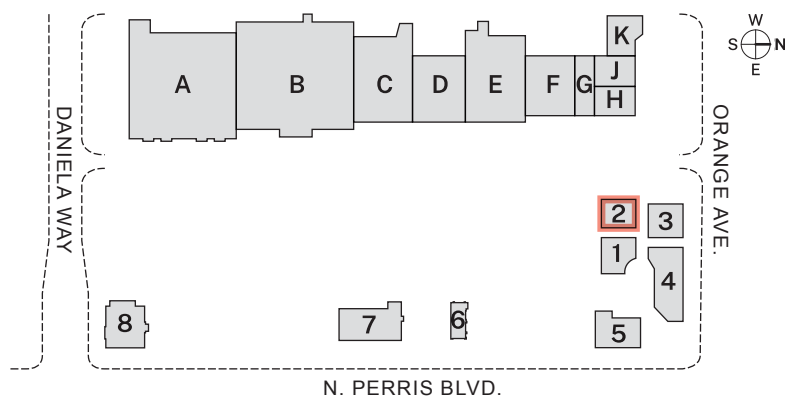 W
S N
E
K
A B C D E F G J
H
DANIELA WAY
ORANGE AVE.
2 3
1
4
8 7 6 5
N. PERRIS BLVD.